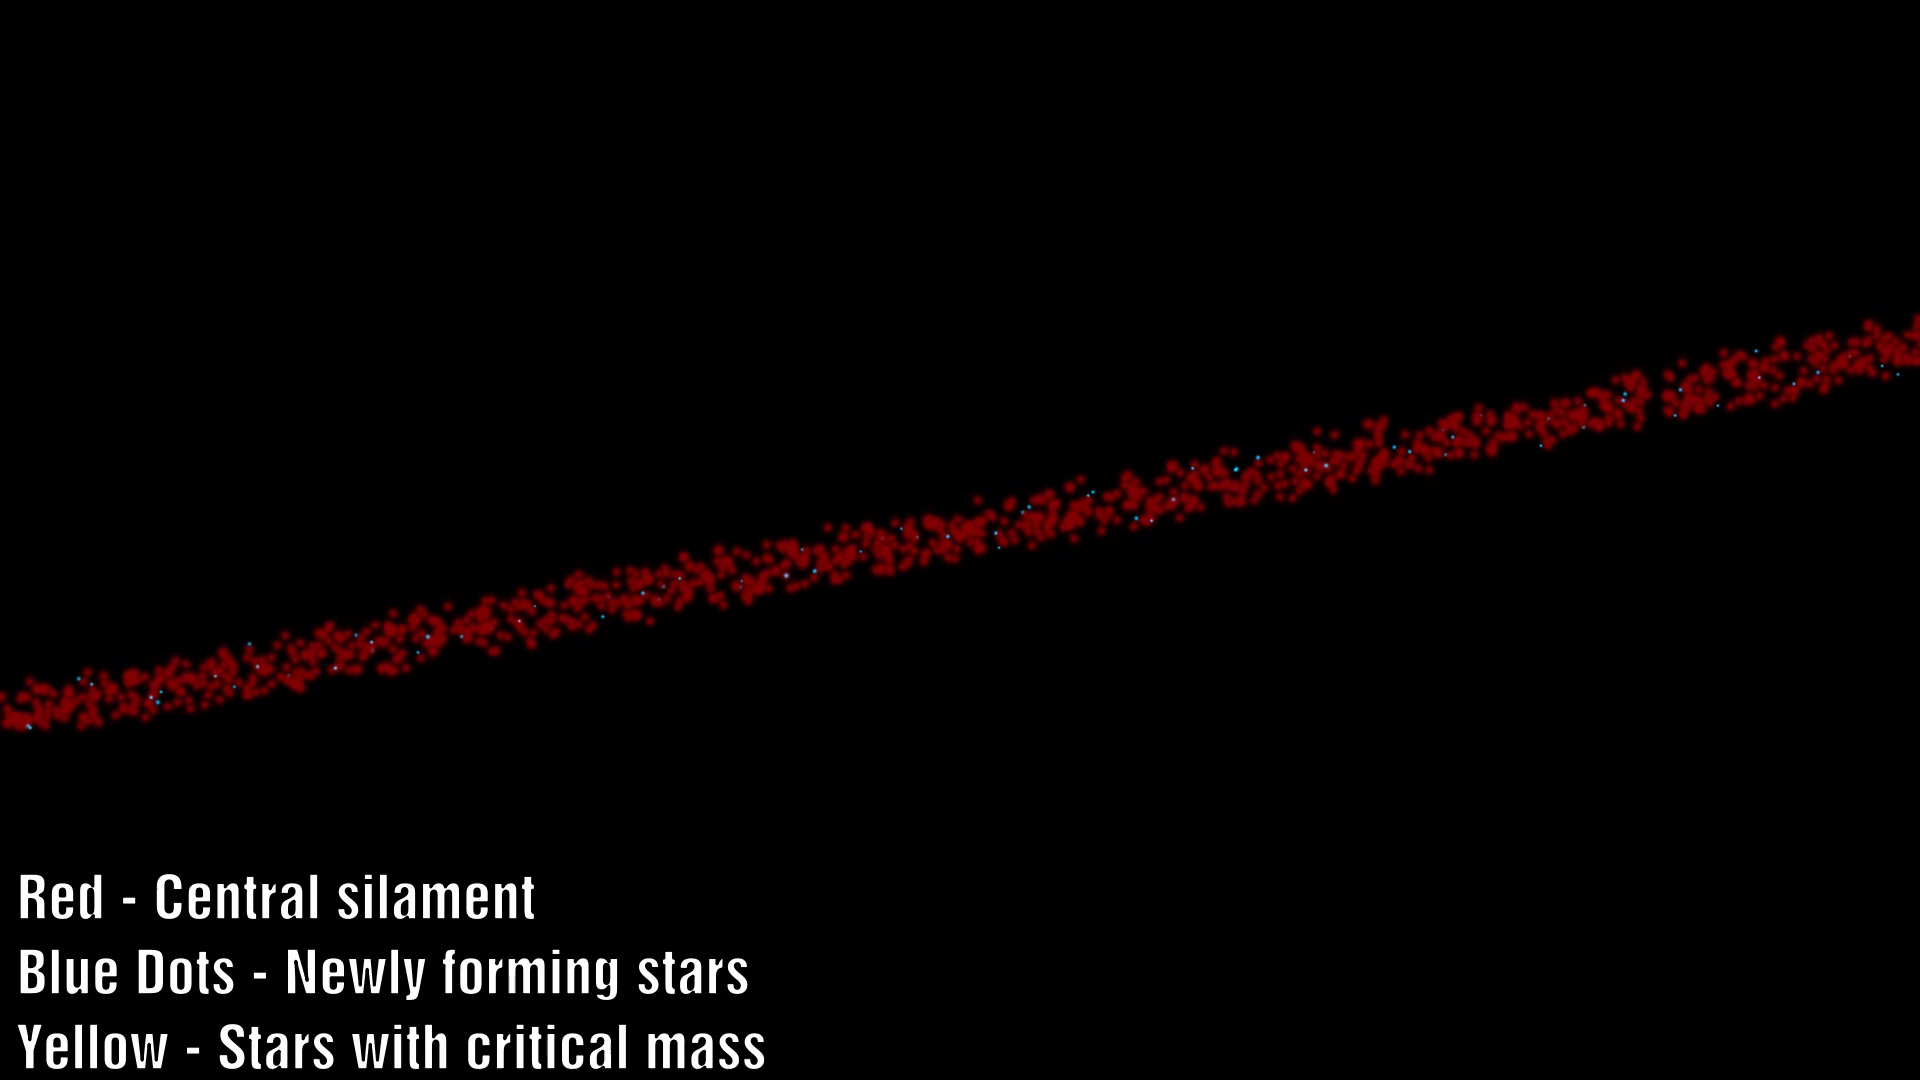 Red - Central silament
Blue Dots - Newly forming stars
Yellow - Stars with critical mass